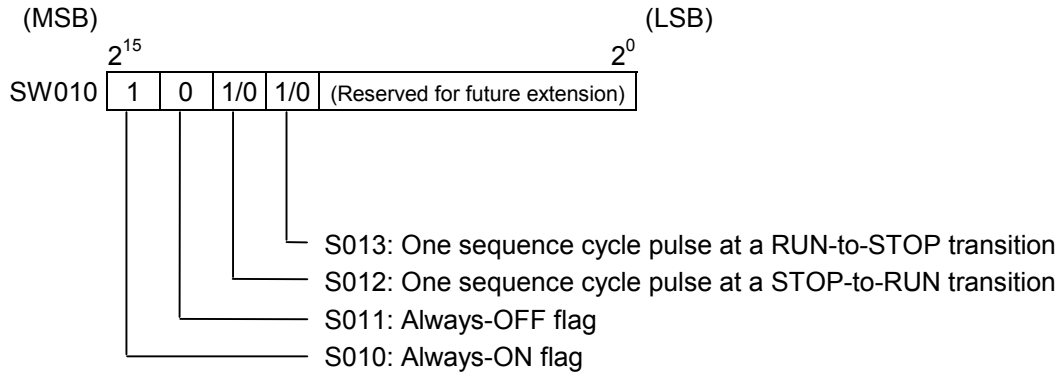 (MSB) (LSB)
2^15 2^0
SW010 1 0 1/0 1/0 (Reserved for future extension)
S013: One sequence cycle pulse at a RUN-to-STOP transition
S012: One sequence cycle pulse at a STOP-to-RUN transition
S011: Always-OFF flag
S010: Always-ON flag